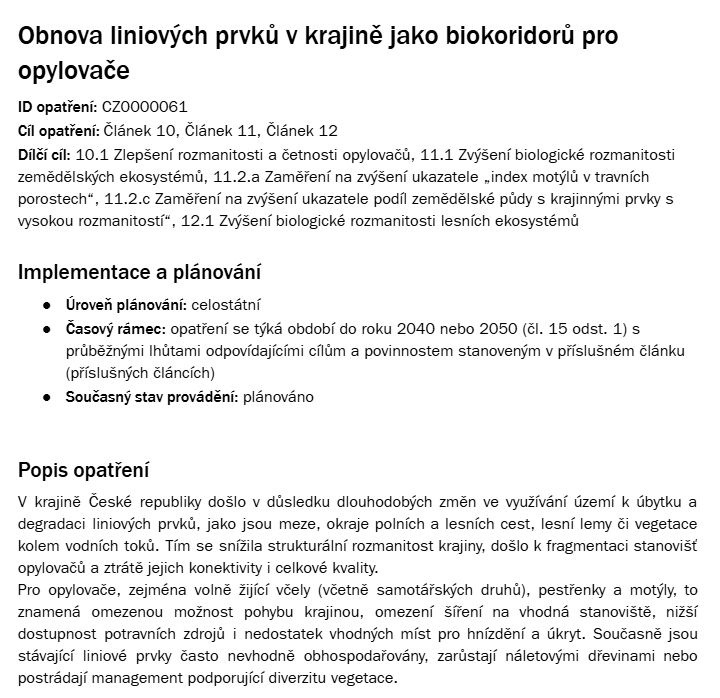 Obnova liniových prvků v krajině jako biokoridorů pro
opylovače
ID opatření: CZ0000061
Cíl opatření: Článek 10, Článek 11, Článek 12
Dílčí cíl: 10.1 Zlepšení rozmanitosti a četnosti opylovačů, 11.1 Zvýšení biologické rozmanitosti
zemědělských ekosystémů, 11.2.a Zaměření na zvýšení ukazatele „index motýlů v travních
porostech“, 11.2.c Zaměření na zvýšení ukazatele podíl zemědělské půdy s krajinnými prvky s
vysokou rozmanitostí“, 12.1 Zvýšení biologické rozmanitosti lesních ekosystémů
Implementace a plánování
● Úroveň plánování: celostátní
● Časový rámec: opatření se týká období do roku 2040 nebo 2050 (čl. 15 odst. 1) s
průběžnými lhůtami odpovídajícími cílům a povinnostem stanoveným v příslušném článku
(příslušných článcích)
● Současný stav provádění: plánováno
Popis opatření
V krajině České republiky došlo v důsledku dlouhodobých změn ve využívání území k úbytku a
degradaci liniových prvků, jako jsou meze, okraje polních a lesních cest, lesní lemy či vegetace
kolem vodních toků. Tím se snížila strukturální rozmanitost krajiny, došlo k fragmentaci stanovišť
opylovačů a ztrátě jejich konektivity i celkové kvality.
Pro opylovače, zejména volně žijící včely (včetně samotářských druhů), pestřenky a motýly, to
znamená omezenou možnost pohybu krajinou, omezení šíření na vhodná stanoviště, nižší
dostupnost potravních zdrojů i nedostatek vhodných míst pro hnízdění a úkryt. Současně jsou
stávající liniové prvky často nevhodně obhospodařovány, zarůstají náletovými dřevinami nebo
postrádají management podporující diverzitu vegetace.